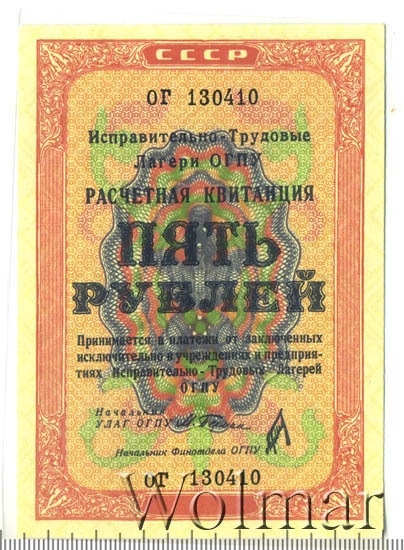 СССР
ОГ 130410
Исправительно-Трудовые
Лагери ОГПУ
РАСЧЕТНАЯ КВИТАНЦИЯ
ПЯТЬ
РУБЛЕЙ
Принимается в платежи от заключенных
исключительно в учреждениях и предприя-
тиях Исправительно-Трудовых Лагерей
ОГПУ
Начальник
УЛАГ ОГПУ
Начальник Финотдела ОГПУ
ОГ 130410
Wolmar